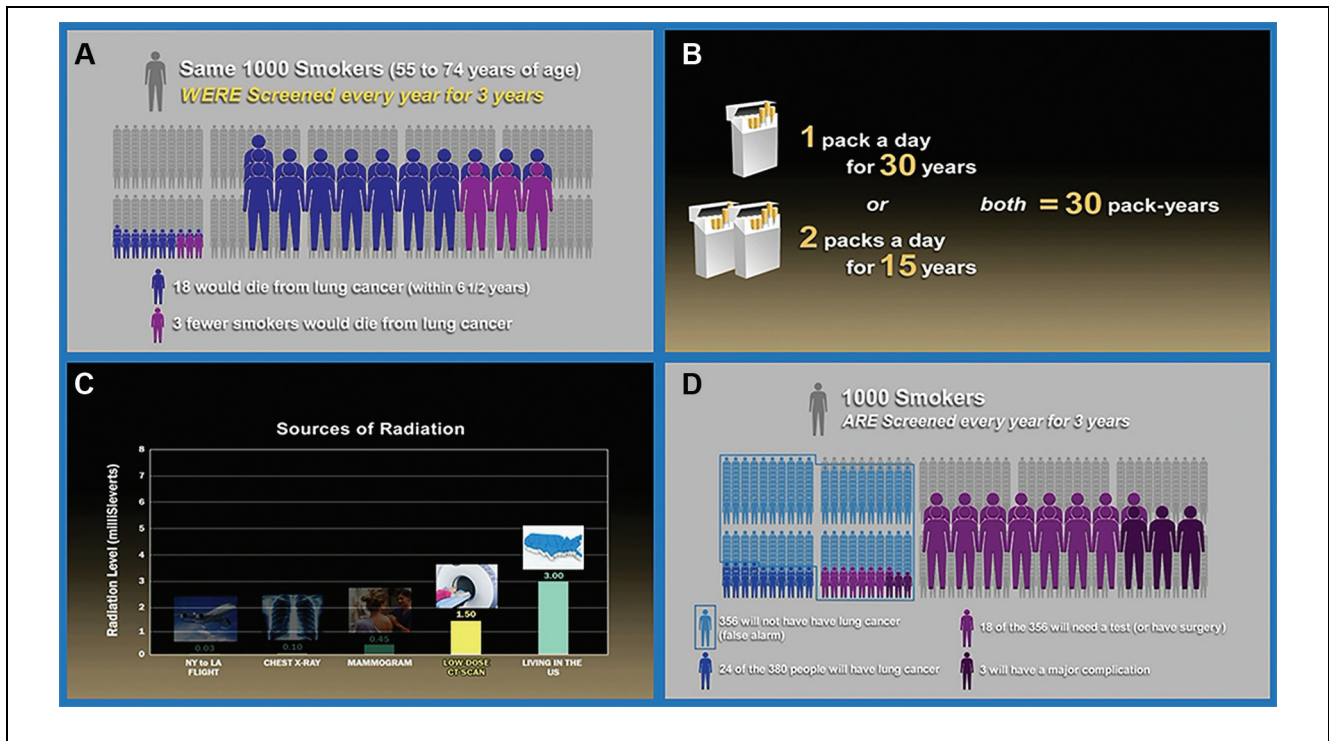 A
Same 1000 Smokers (55 to 74 years of age)
WERE Screened every year for 3 years
18 would die from lung cancer (within 6 1/2 years)
3 fewer smokers would die from lung cancer
B
1 pack a day
for 30 years
or
both = 30 pack-years
2 packs a day
for 15 years
C
Sources of Radiation
Radiation Level (milliSieverts)
8
7
6
5
4
3
2
1
0
0.03
0.10
0.45
1.50
3.00
NY to LA
FLIGHT
CHEST X-RAY
MAMMOGRAM
LOW DOSE
CT SCAN
LIVING IN THE
US
D
1000 Smokers
ARE Screened every year for 3 years
356 will not have have lung cancer
(false alarm)
24 of the 380 people will have lung cancer
18 of the 356 will need a test (or have surgery)
3 will have a major complication